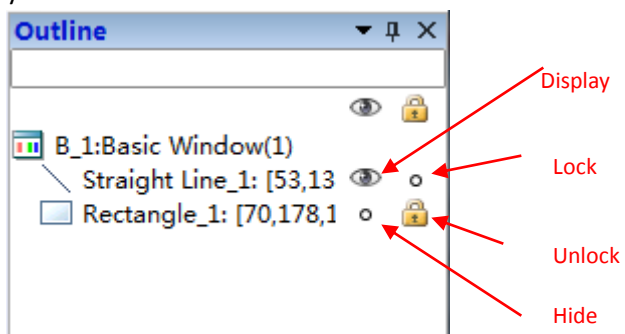 Outline
Display
B_1:Basic Window(1)
Straight Line_1: [53,13
Lock
Rectangle_1: [70,178,1
Unlock
Hide